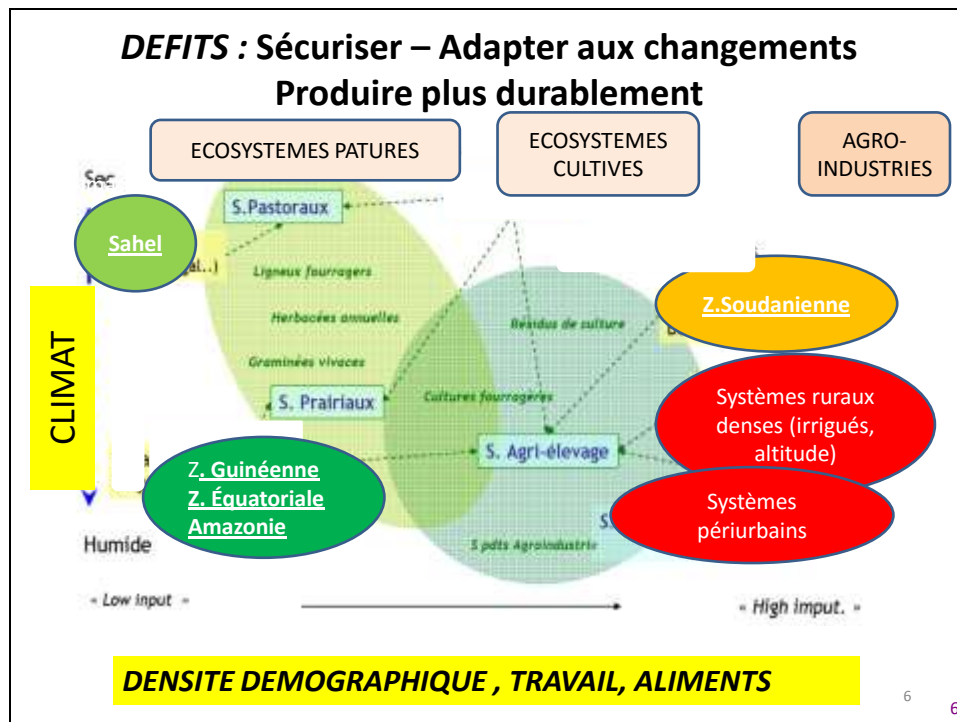 DEFITS : Sécuriser – Adapter aux changements
Produire plus durablement
ECOSYSTEMES PATURES
ECOSYSTEMES
CULTIVES
AGRO-
INDUSTRIES
Sec
S.Pastoraux
Sahel
Ligneux fourragers
Herbacées annuelles
Graminées vivaces
Résidus de culture
Z.Soudanienne
CLIMAT
S. Prairiaux
Cultures fourragères
Systèmes ruraux
denses (irrigués,
altitude)
S. Agri-élevage
Z. Guinéenne
Z. Équatoriale
Amazonie
Systèmes
périurbains
S.
Humide
S pdts Agroindustrie
« Low input »
« High imput. »
DENSITE DEMOGRAPHIQUE , TRAVAIL, ALIMENTS
6
6